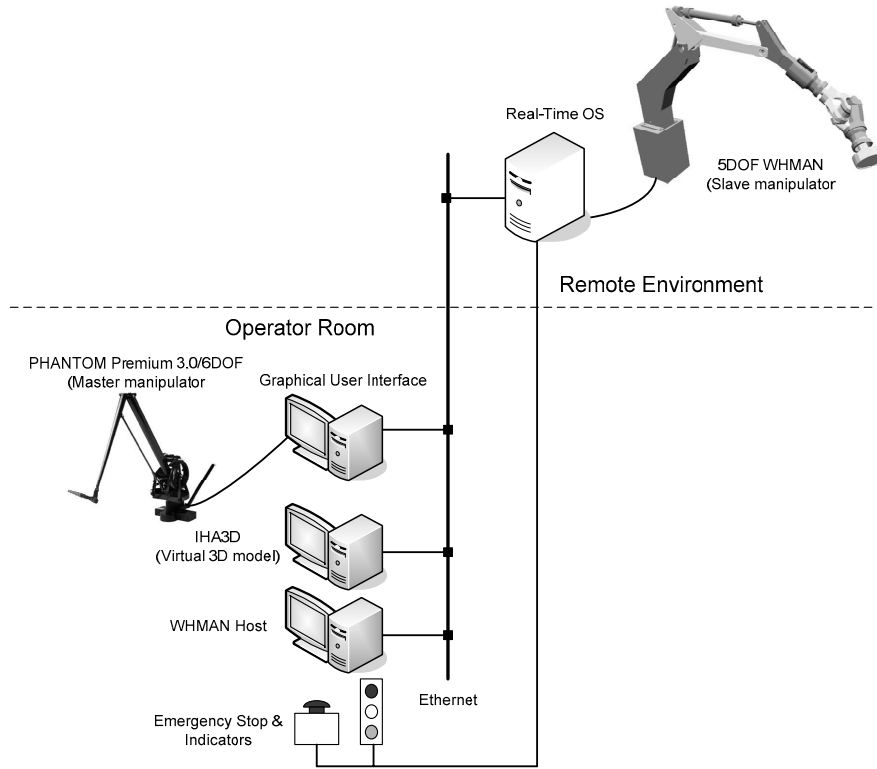 Real-Time OS
5DOF WHMAN
(Slave manipulator
Remote Environment
Operator Room
PHANTOM Premium 3.0/6DOF
(Master manipulator
Graphical User Interface
IHA3D
(Virtual 3D model)
WHMAN Host
Ethernet
Emergency Stop &
Indicators